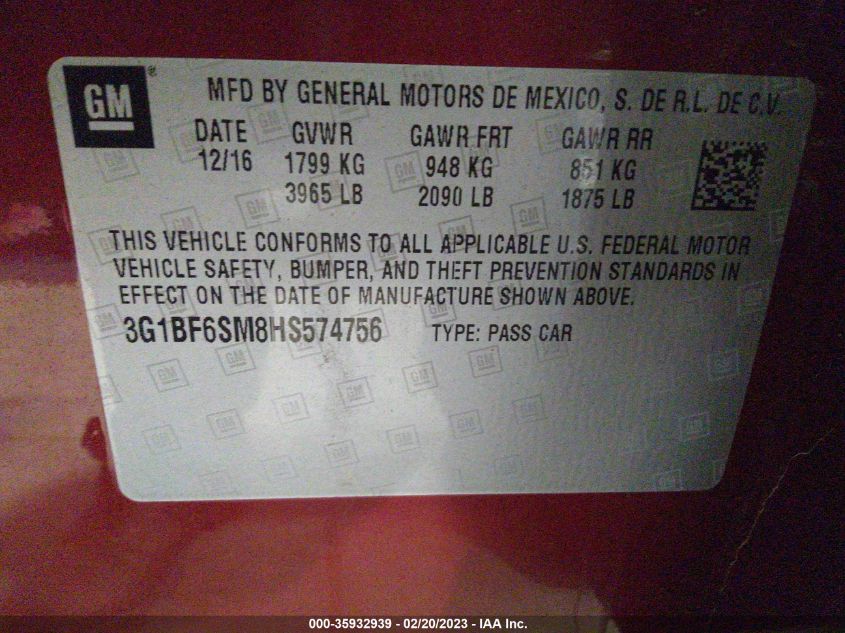 GM ® MFD BY GENERAL MOTORS DE MEXICO, S. DE R.L. DE C.V.
DATE GVWR GAWR FRT GAWR RR
12/16 1799 KG 948 KG 851 KG
3965 LB 2090 LB 1875 LB
THIS VEHICLE CONFORMS TO ALL APPLICABLE U.S. FEDERAL MOTOR
VEHICLE SAFETY, BUMPER, AND THEFT PREVENTION STANDARDS IN
EFFECT ON THE DATE OF MANUFACTURE SHOWN ABOVE.
3G1BF6SM8HS574756 TYPE: PASS CAR
000-35932939 - 02/20/2023 - IAA Inc.